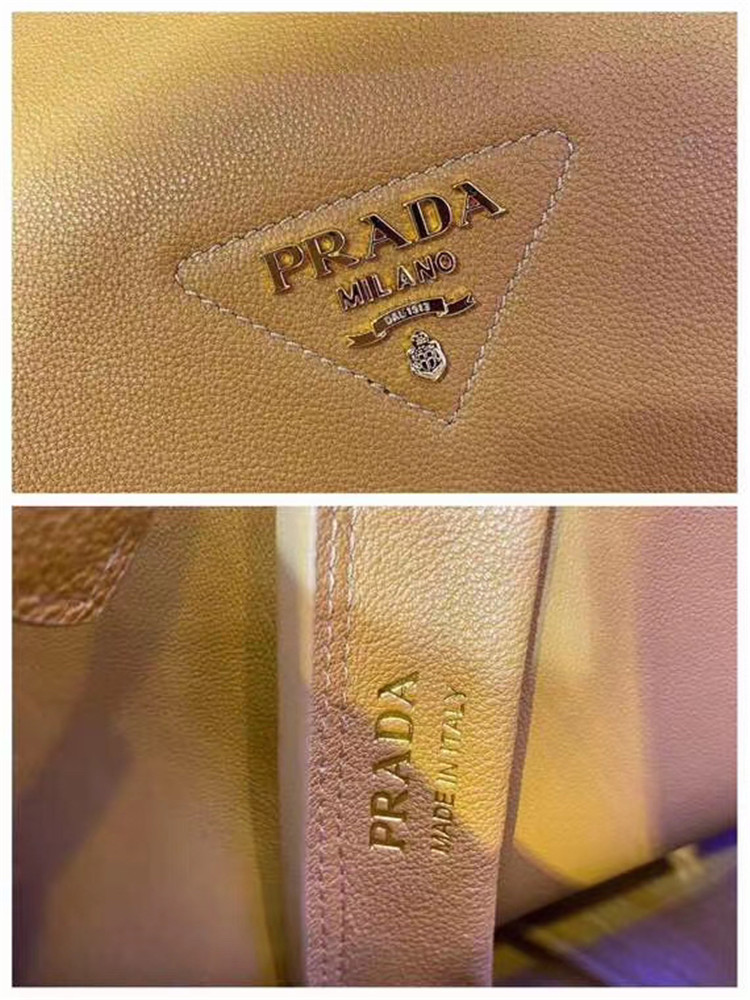 PRADA
MILANO
DAL 1913
PRADA
MADE IN ITALY